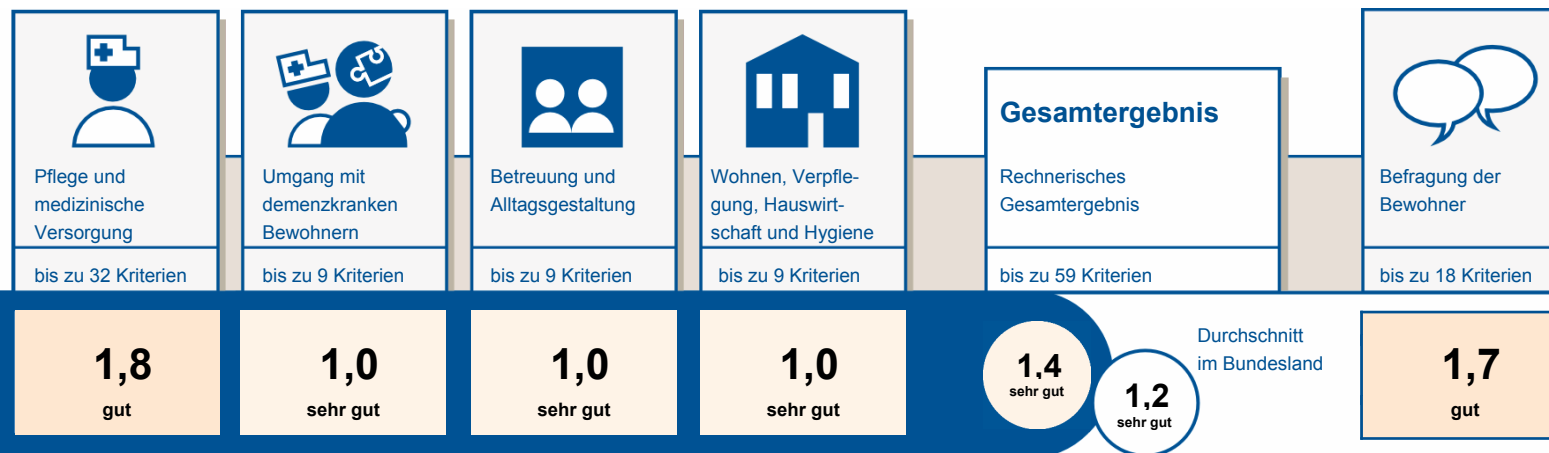 Pflege und
medizinische
Versorgung
bis zu 32 Kriterien
1,8
gut
Umgang mit
demenzkranken
Bewohnern
bis zu 9 Kriterien
1,0
sehr gut
Betreuung und
Alltagsgestaltung
bis zu 9 Kriterien
1,0
sehr gut
Wohnen, Verpfle-
gung, Hauswirt-
schaft und Hygiene
bis zu 9 Kriterien
1,0
sehr gut
Gesamtergebnis
Rechnerisches
Gesamtergebnis
bis zu 59 Kriterien
1,4
sehr gut
Durchschnitt
im Bundesland
1,2
sehr gut
Befragung der
Bewohner
bis zu 18 Kriterien
1,7
gut